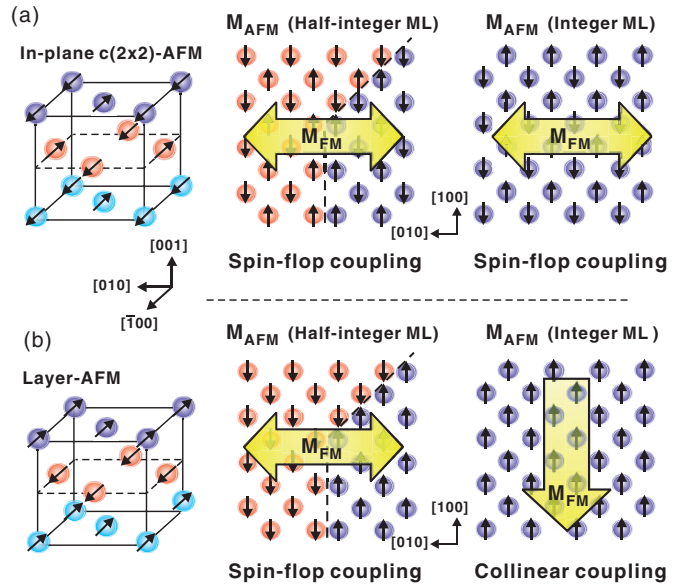 (a)
In-plane c(2x2)-AFM
[001]
[010]
[1̅00]
M_AFM (Half-integer ML)
M_FM
Spin-flop coupling
M_AFM (Integer ML)
M_FM
[100]
[010]
Spin-flop coupling
(b)
Layer-AFM
M_AFM (Half-integer ML)
M_FM
Spin-flop coupling
M_AFM (Integer ML)
M_FM
[100]
[010]
Collinear coupling